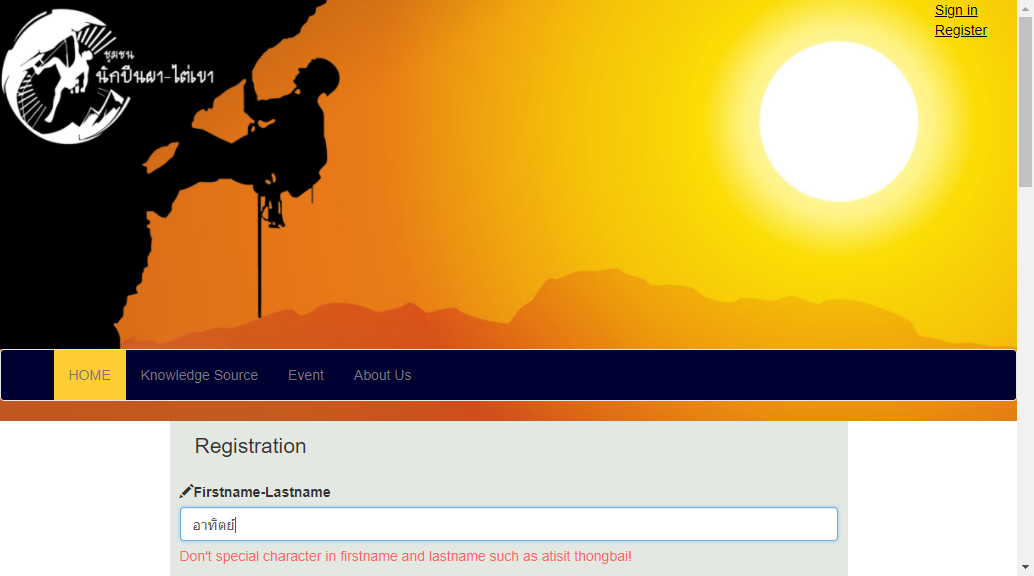 Sign in
Register
ชุมชน
นักปีนผา-ไต่เขา
HOME
Knowledge Source
Event
About Us
Registration
Firstname-Lastname
อาทิตย์
Don't special character in firstname and lastname such as atisit thongbai!